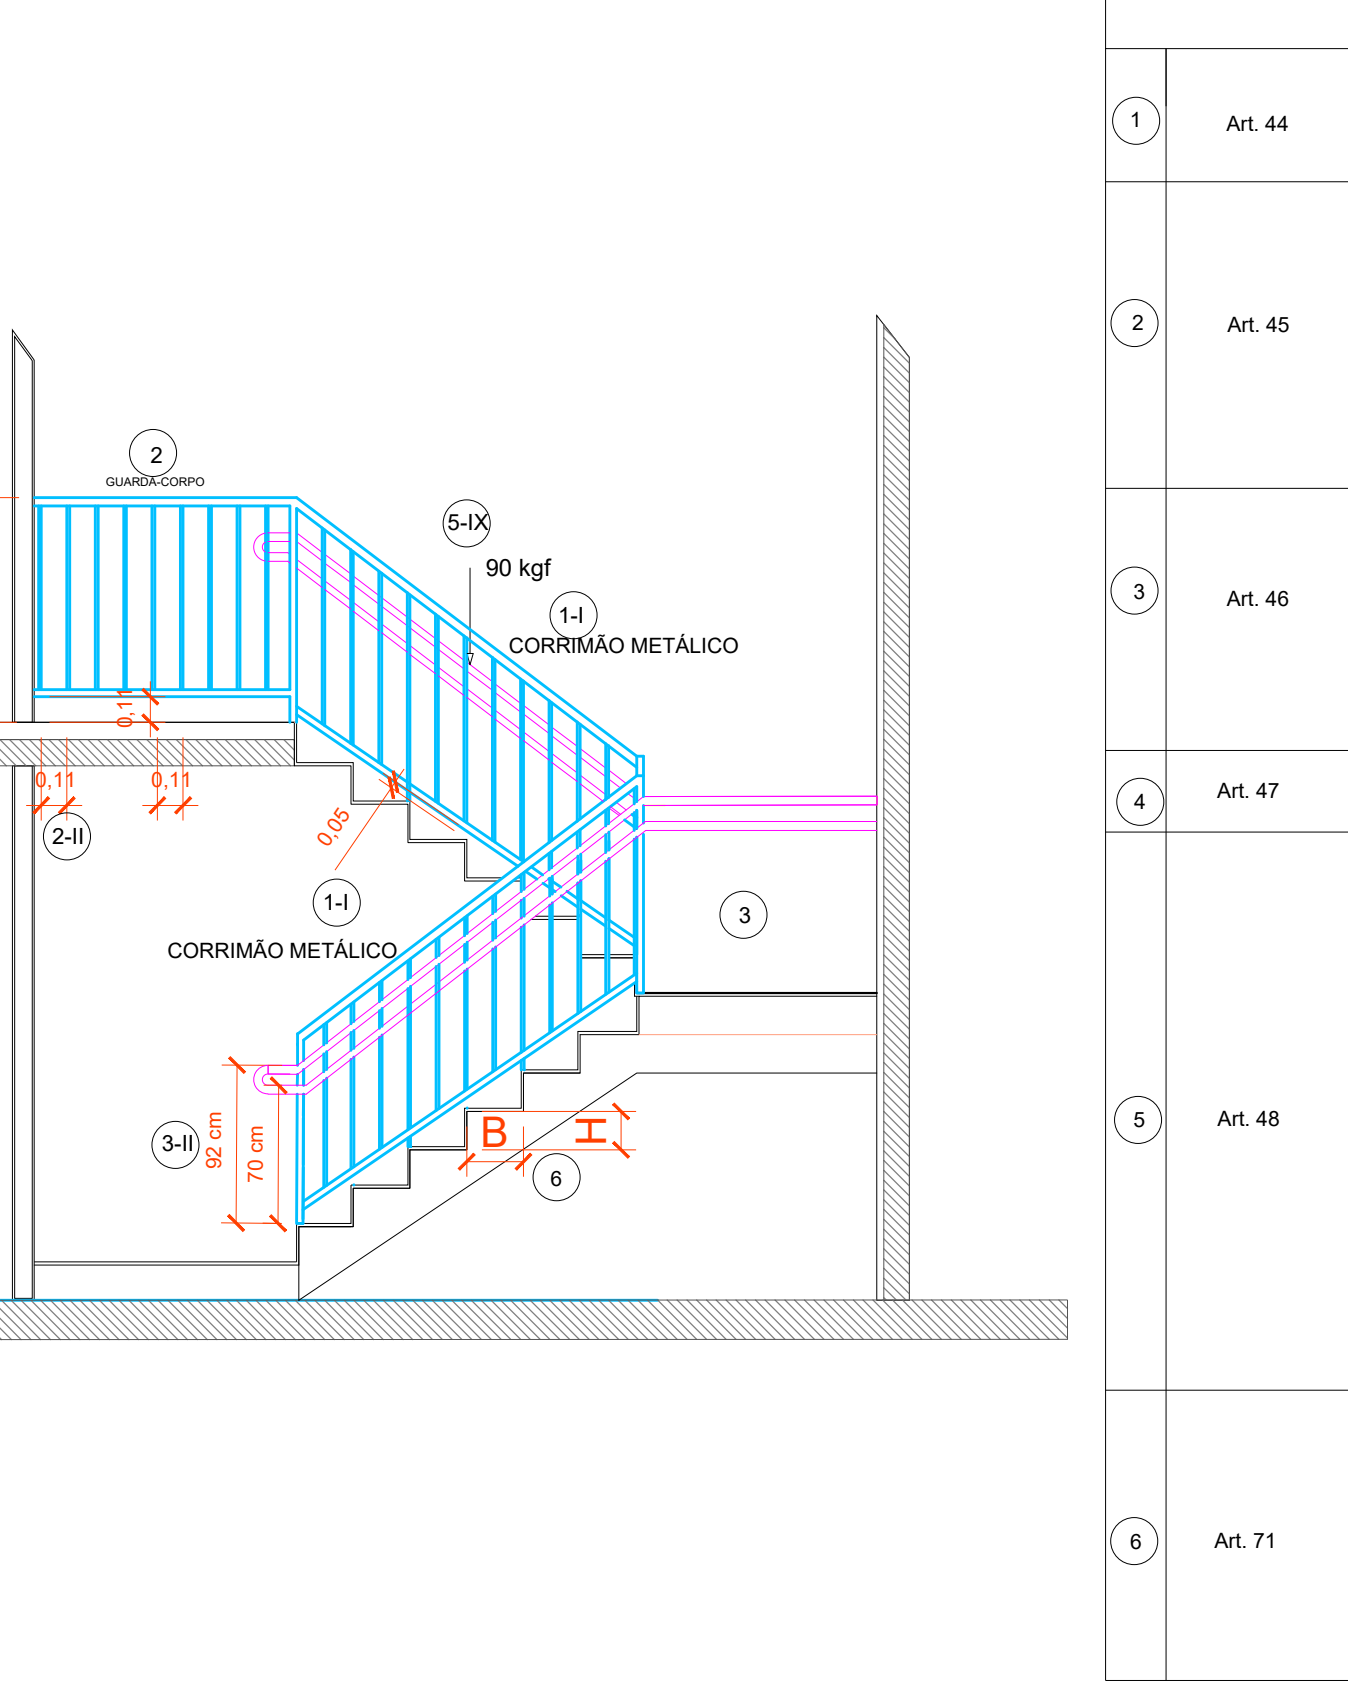 2
GUARDA-CORPO
5-IX
90 kgf
1-I
CORRIMÃO METÁLICO
0,11
0,11
0,11
2-II
0,05
1-I
CORRIMÃO METÁLICO
3
92 cm
70 cm
3-II
B
H
6
1
Art. 44
2
Art. 45
3
Art. 46
4
Art. 47
5
Art. 48
6
Art. 71